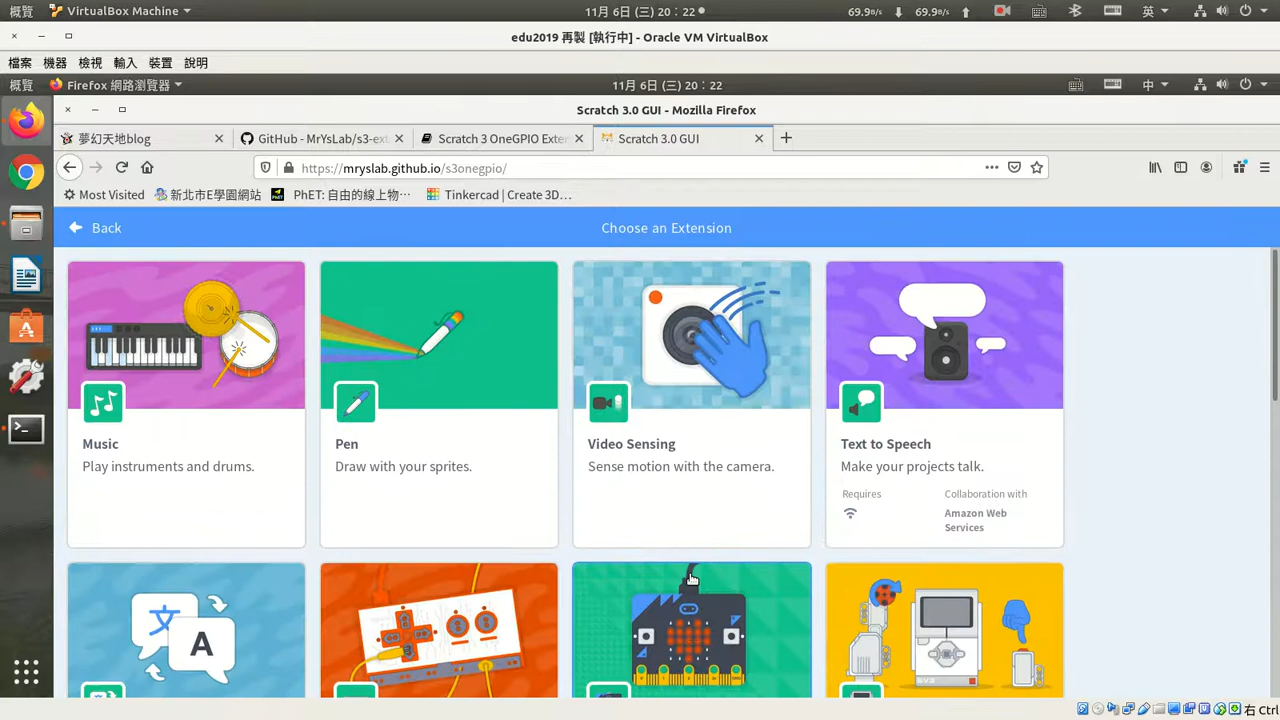 概覽 VirtualBox Machine 11月 6日 (三) 20：22 69.9B/s 69.9B/s 英
edu2019 再製 [執行中] - Oracle VM VirtualBox
檔案 機器 檢視 輸入 裝置 說明
概覽 Firefox 網路瀏覽器 11月 6日 (三) 20：22 中
Scratch 3.0 GUI - Mozilla Firefox
夢幻天地blog GitHub - MrYsLab/s3-ext Scratch 3 OneGPIO Exten Scratch 3.0 GUI
https://mryslab.github.io/s3onegpio/
Most Visited 新北市E學園網站 PhET: 自由的線上物… Tinkercad | Create 3D…
Back Choose an Extension
Music
Play instruments and drums.
Pen
Draw with your sprites.
Video Sensing
Sense motion with the camera.
Text to Speech
Make your projects talk.
Requires
Collaboration with
Amazon Web
Services
文 A
右 Ctrl